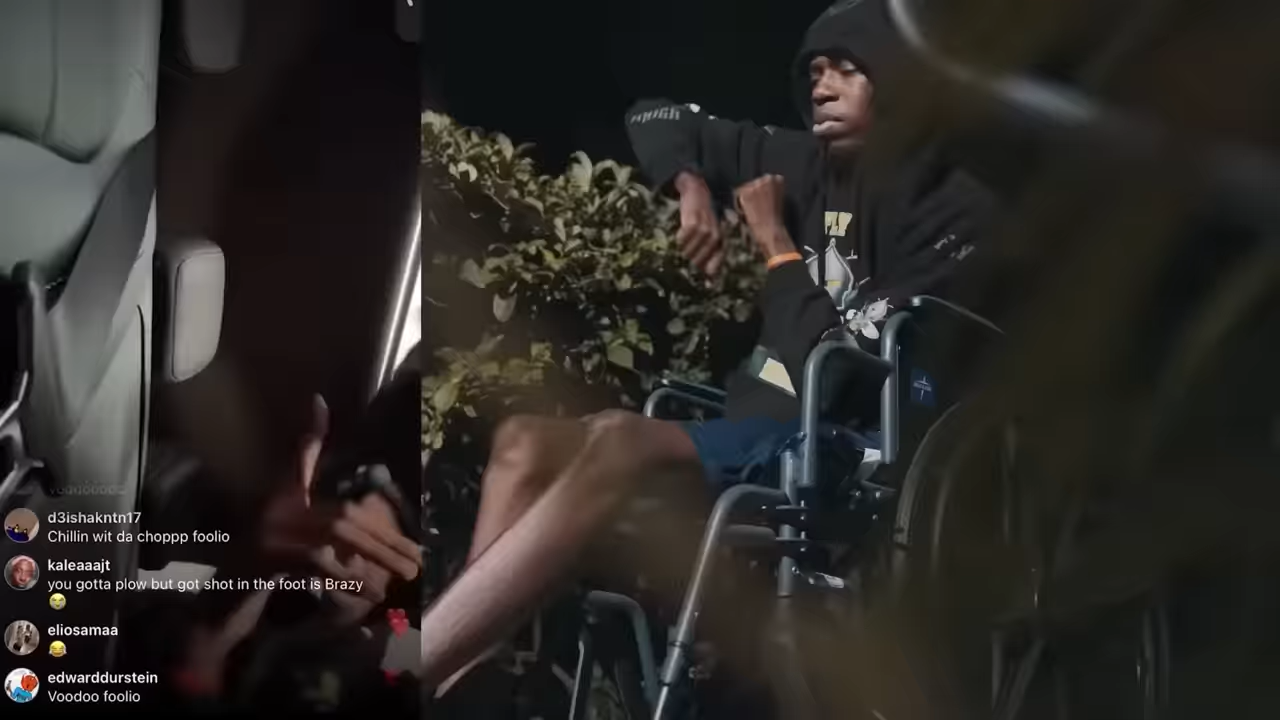 d3ishakntn17
Chillin wit da choppp foolio
kaleaaajt
you gotta plow but got shot in the foot is Brazy
eliosamaa
edwarddurstein
Voodoo foolio